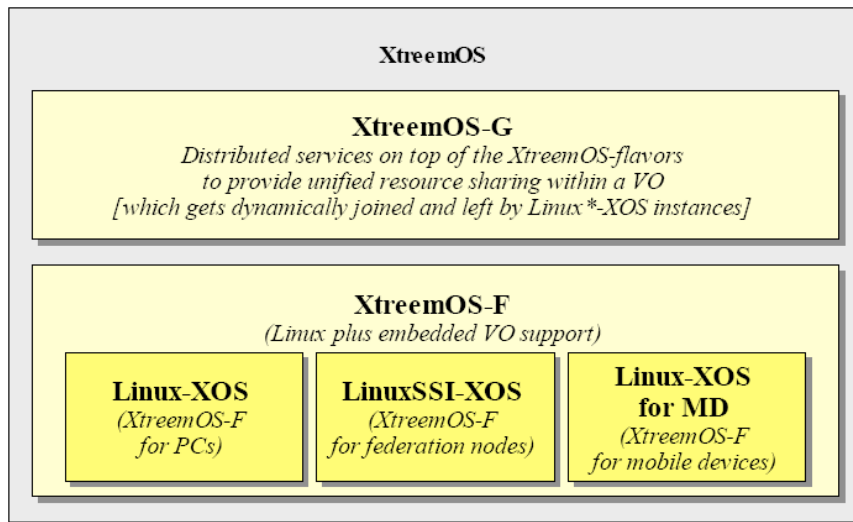 XtreemOS
XtreemOS-G
Distributed services on top of the XtreemOS-flavors
to provide unified resource sharing within a VO
[which gets dynamically joined and left by Linux*-XOS instances]
XtreemOS-F
(Linux plus embedded VO support)
Linux-XOS
(XtreemOS-F
for PCs)
LinuxSSI-XOS
(XtreemOS-F
for federation nodes)
Linux-XOS
for MD
(XtreemOS-F
for mobile devices)